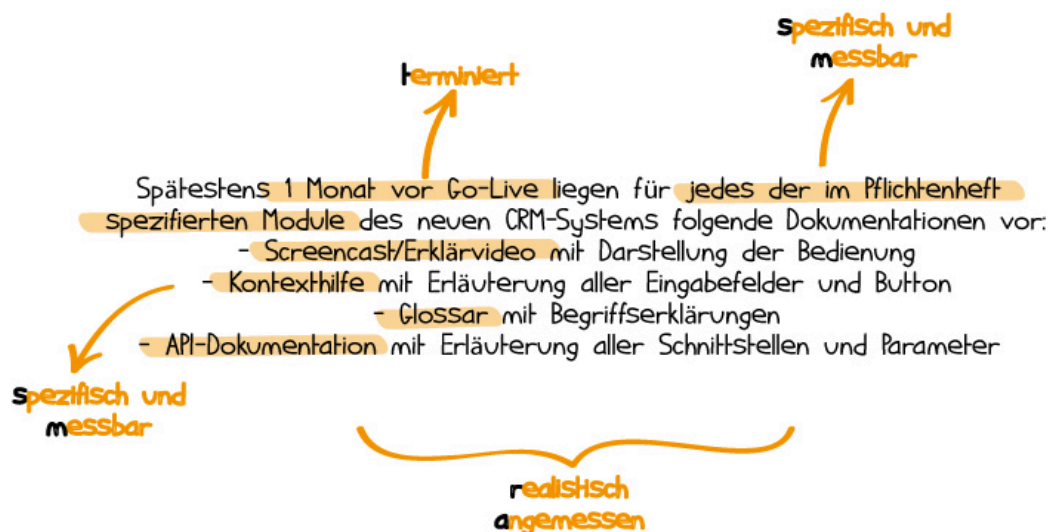 spezifisch und
messbar
terminiert
Spätestens 1 Monat vor Go-Live liegen für jedes der im Pflichtenheft
spezifierten Module des neuen CRM-Systems folgende Dokumentationen vor:
- Screencast/Erklärvideo mit Darstellung der Bedienung
- Kontexthilfe mit Erläuterung aller Eingabefelder und Button
- Glossar mit Begriffserklärungen
- API-Dokumentation mit Erläuterung aller Schnittstellen und Parameter
spezifisch und
messbar
realistisch
angemessen